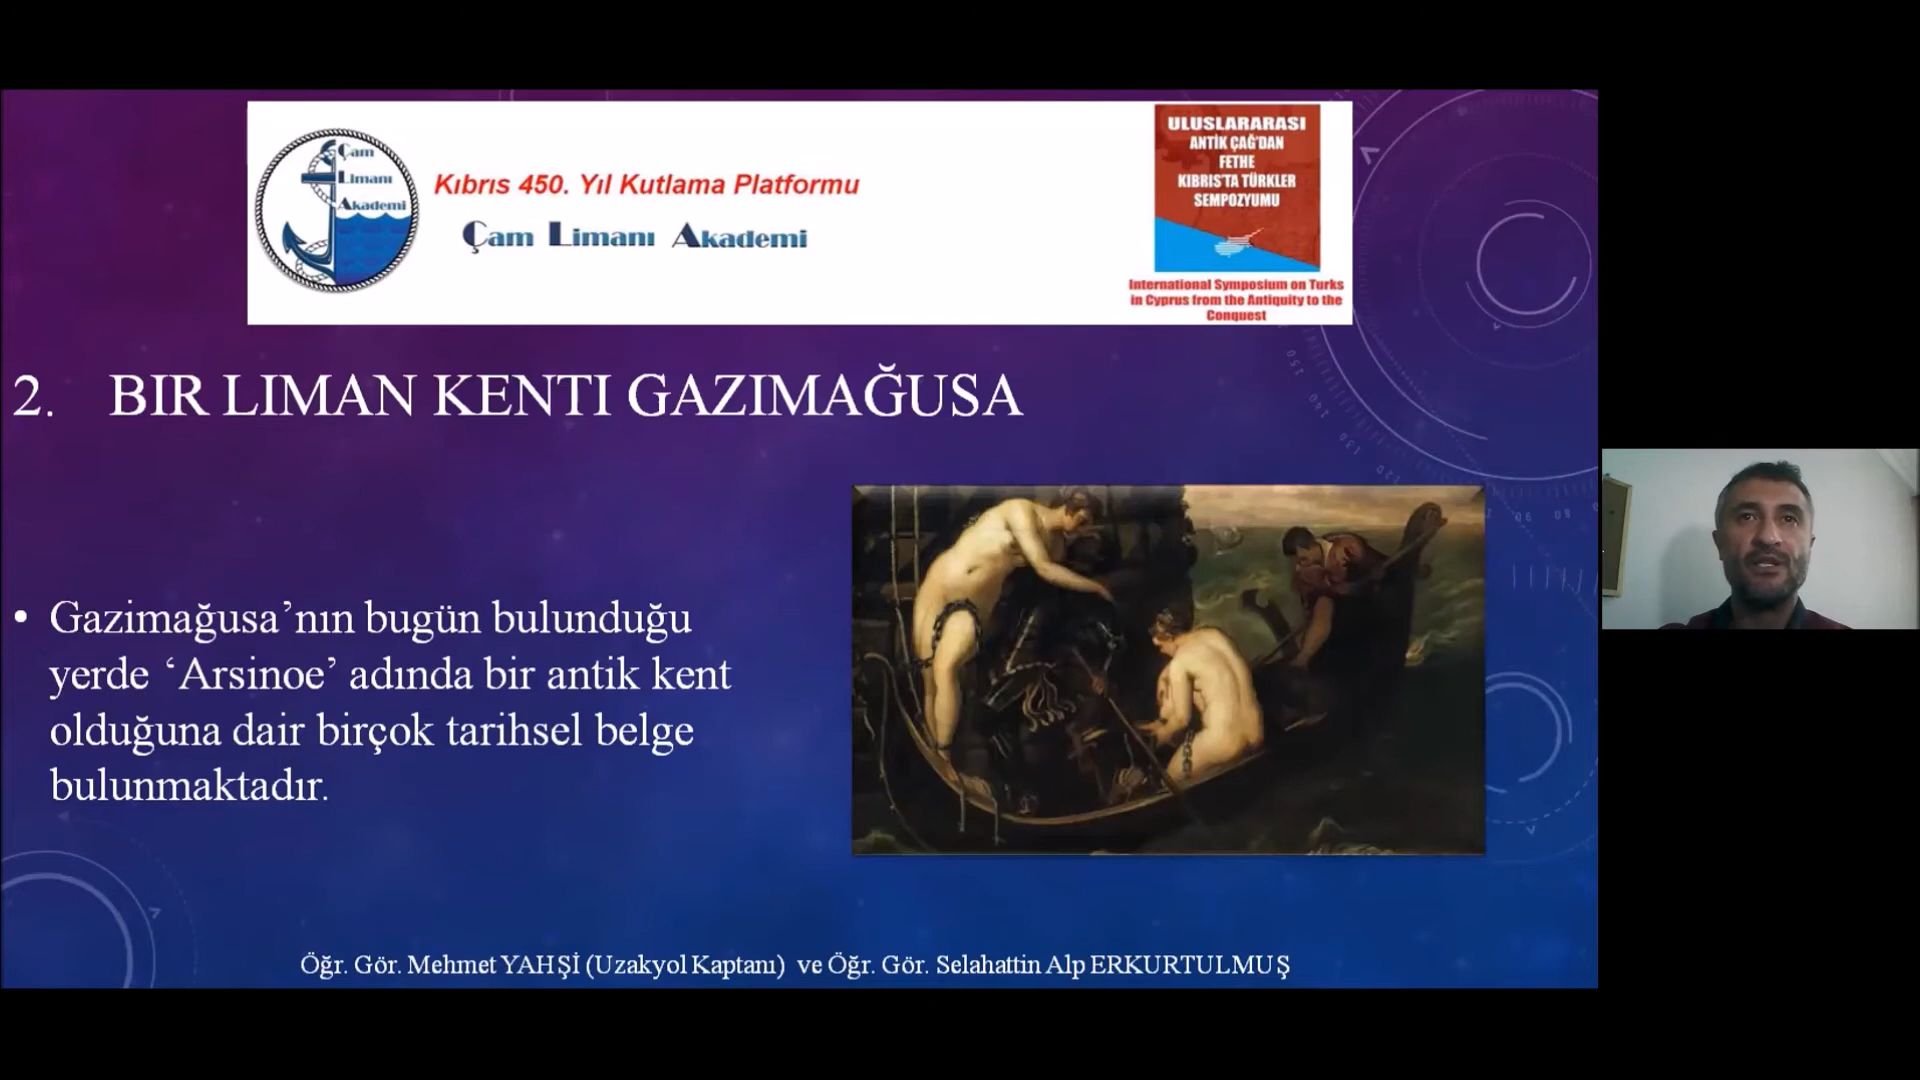 Çam
Limanı
Akademi
Kıbrıs 450. Yıl Kutlama Platformu
Çam Limanı Akademi
ULUSLARARASI
ANTİK ÇAĞ'DAN
FETHE
KIBRIS'TA TÜRKLER
SEMPOZYUMU
International Symposium on Turks
in Cyprus from the Antiquity to the
Conquest
2. BIR LIMAN KENTI GAZIMAĞUSA
• Gazimağusa’nın bugün bulunduğu
yerde ‘Arsinoe’ adında bir antik kent
olduğuna dair birçok tarihsel belge
bulunmaktadır.
Öğr. Gör. Mehmet YAHŞİ (Uzakyol Kaptanı) ve Öğr. Gör. Selahattin Alp ERKURTULMUŞ